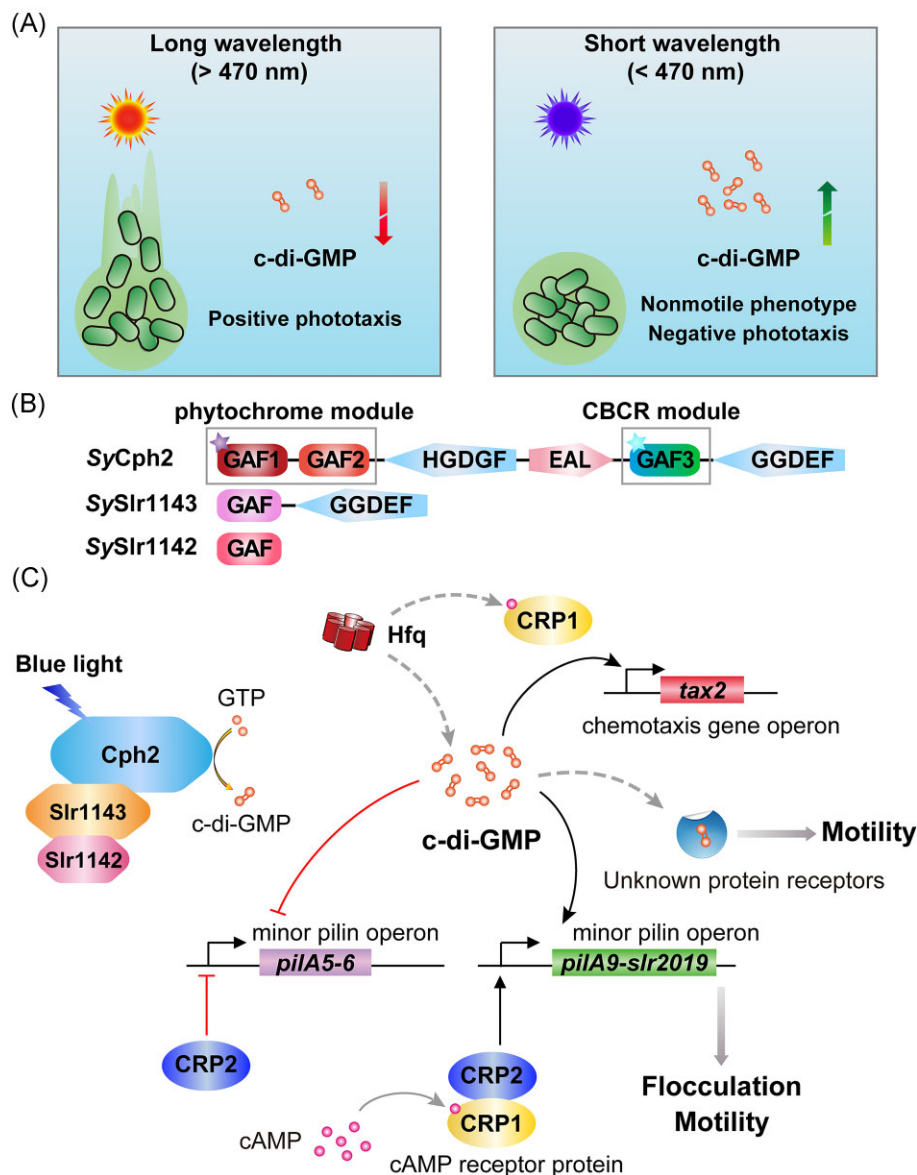 (A)
Long wavelength
(> 470 nm)
c-di-GMP
Positive phototaxis
Short wavelength
(< 470 nm)
c-di-GMP
Nonmotile phenotype
Negative phototaxis
(B)
phytochrome module
CBCR module
SyCph2
GAF1
GAF2
HGDGF
EAL
GAF3
GGDEF
SySlr1143
GAF
GGDEF
SySlr1142
GAF
(C)
Hfq
CRP1
Blue light
GTP
Cph2
c-di-GMP
Slr1143
Slr1142
tax2
chemotaxis gene operon
c-di-GMP
Motility
Unknown protein receptors
minor pilin operon
pilA5-6
minor pilin operon
pilA9-slr2019
CRP2
CRP2
CRP1
cAMP
cAMP receptor protein
Flocculation
Motility